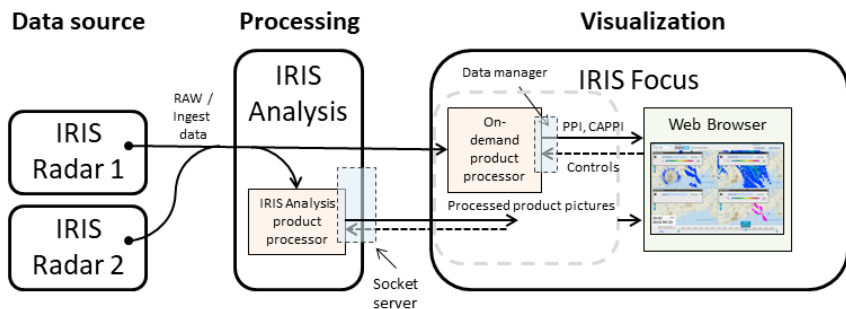 Data source
Processing
Visualization
IRIS
Radar 1
IRIS
Radar 2
RAW /
Ingest
data
IRIS
Analysis
IRIS Analysis
product
processor
Socket
server
Data manager
IRIS Focus
On-
demand
product
processor
PPI, CAPPI
Controls
Processed product pictures
Web Browser